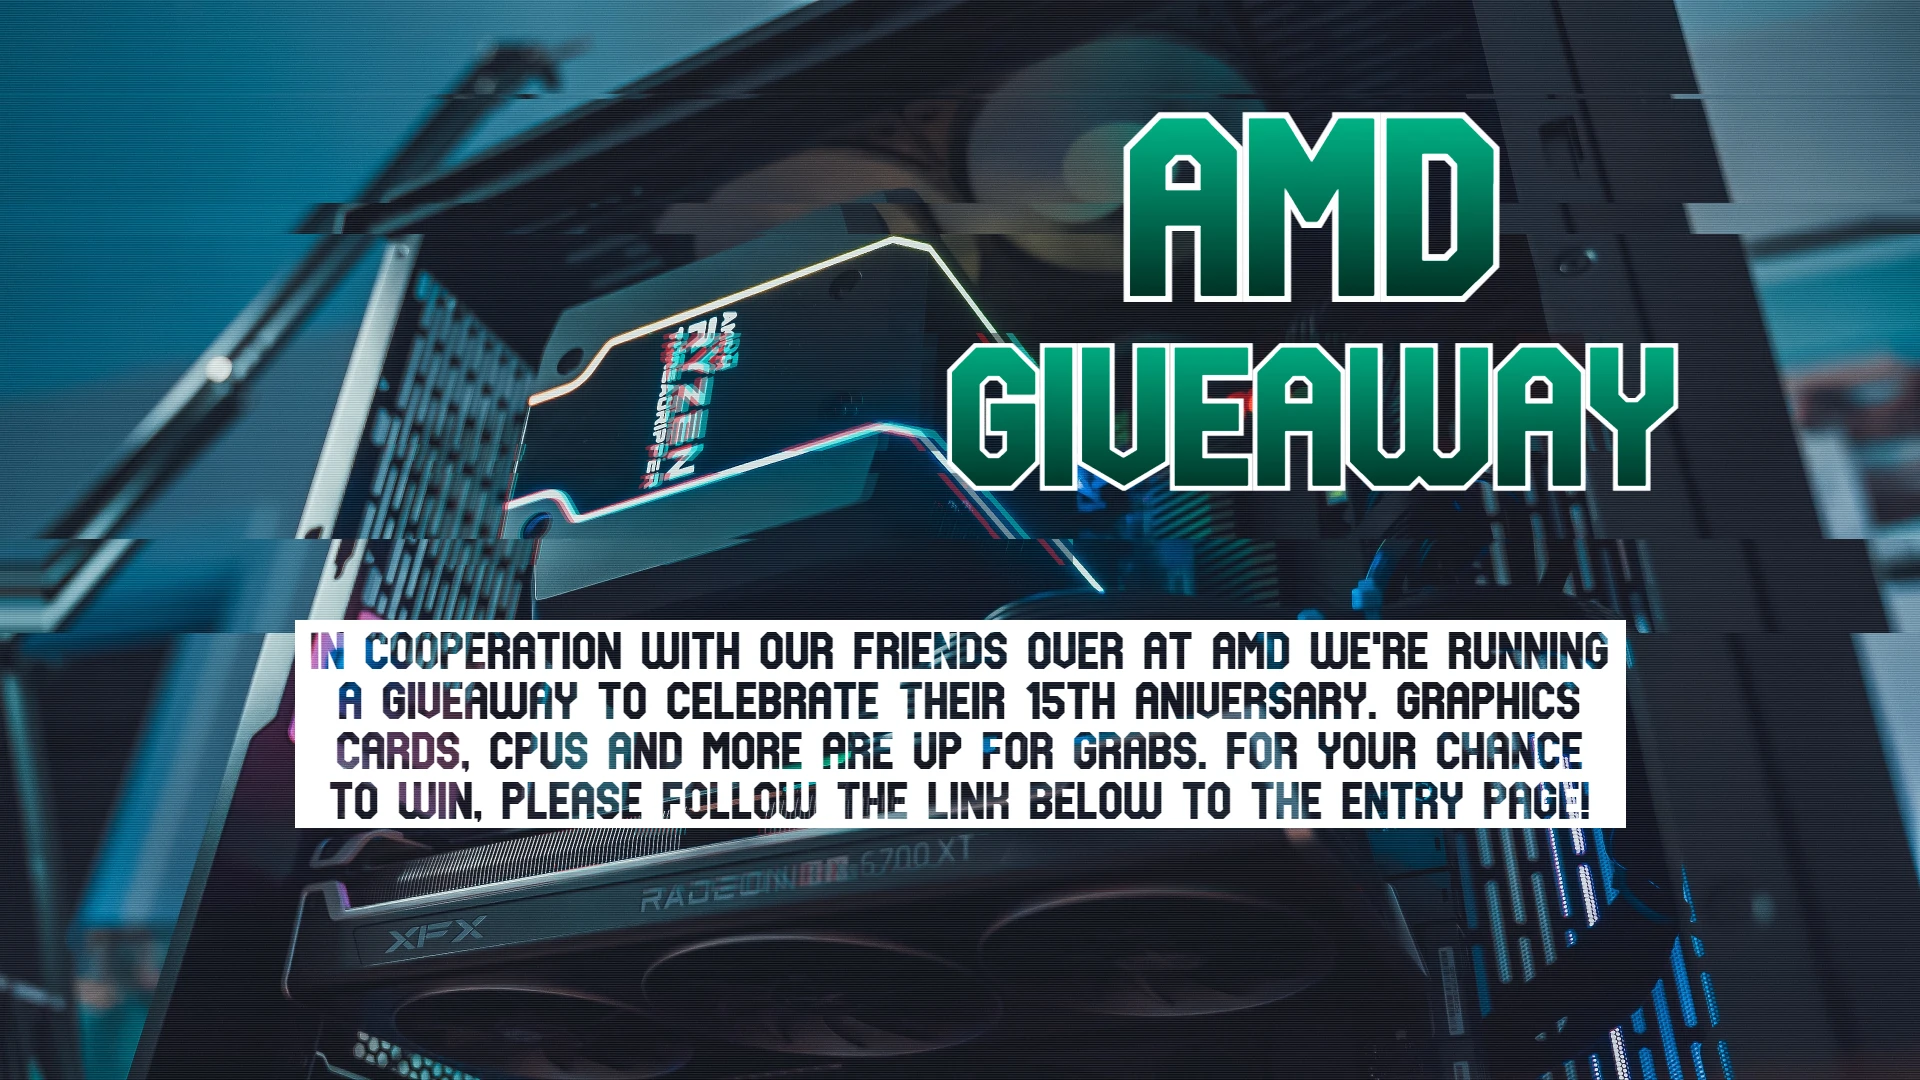 AMD
GIVEAWAY
AMD
RYZEN
THREADRIPPER
IN COOPERATION WITH OUR FRIENDS OVER AT AMD WE'RE RUNNING
A GIVEAWAY TO CELEBRATE THEIR 15TH ANIVERSARY. GRAPHICS
CARDS, CPUS AND MORE ARE UP FOR GRABS. FOR YOUR CHANCE
TO WIN, PLEASE FOLLOW THE LINK BELOW TO THE ENTRY PAGE!
RADEON RX 6700 XT
XFX